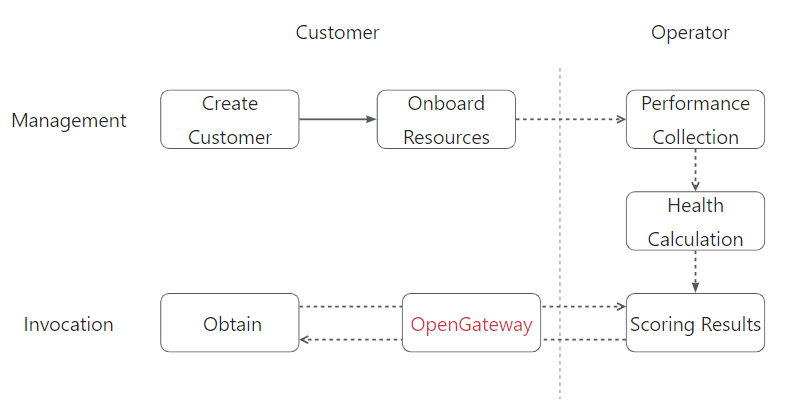 Customer
Operator
Management
Create
Customer
Onboard
Resources
Performance
Collection
Health
Calculation
Invocation
Obtain
OpenGateway
Scoring Results